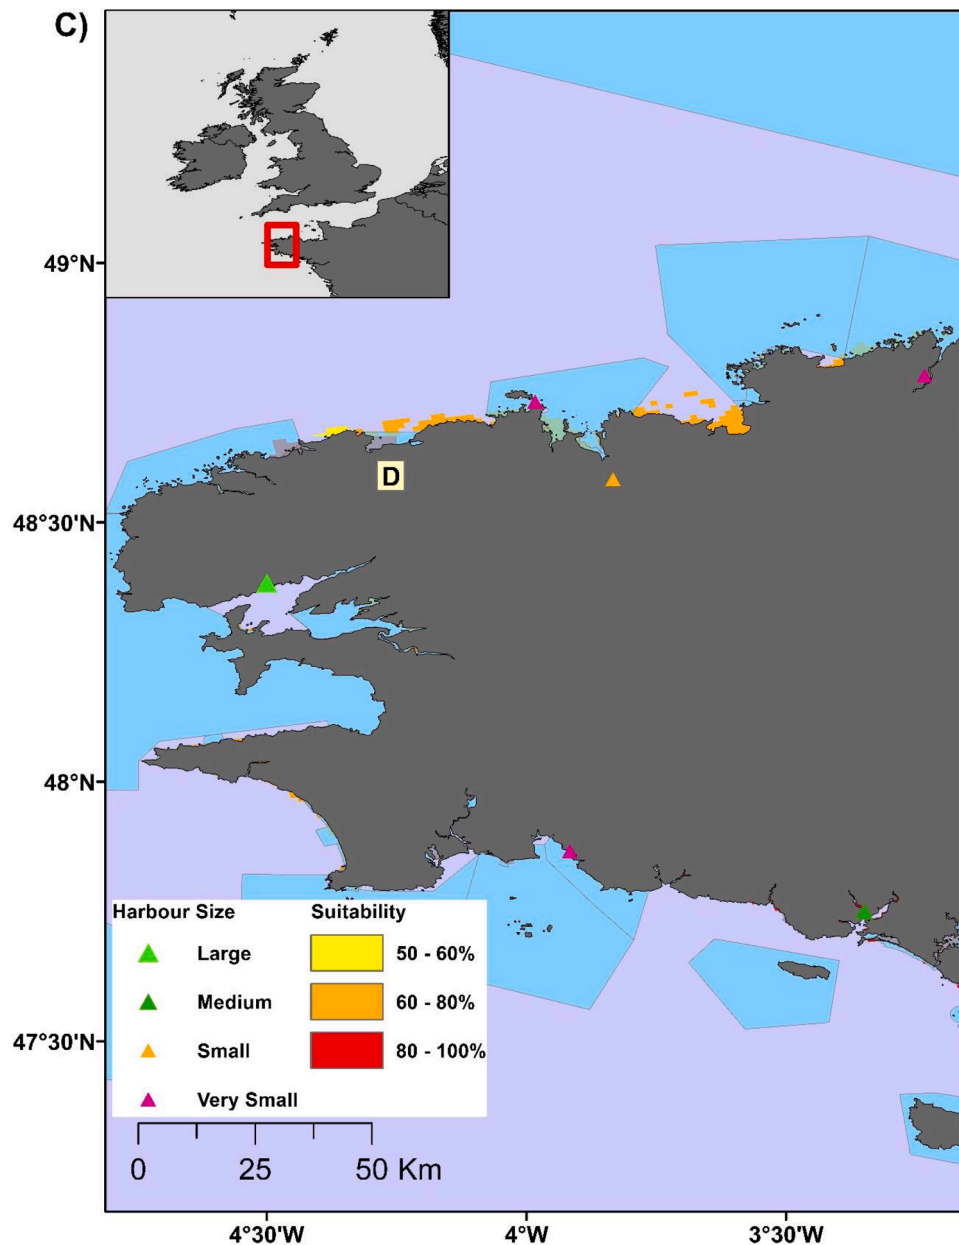 C)
49°N
D
48°30'N
48°N
Harbour Size Suitability
Large 50 - 60%
Medium 60 - 80%
Small 80 - 100%
Very Small
47°30'N
0 25 50 Km
4°30'W 4°W 3°30'W